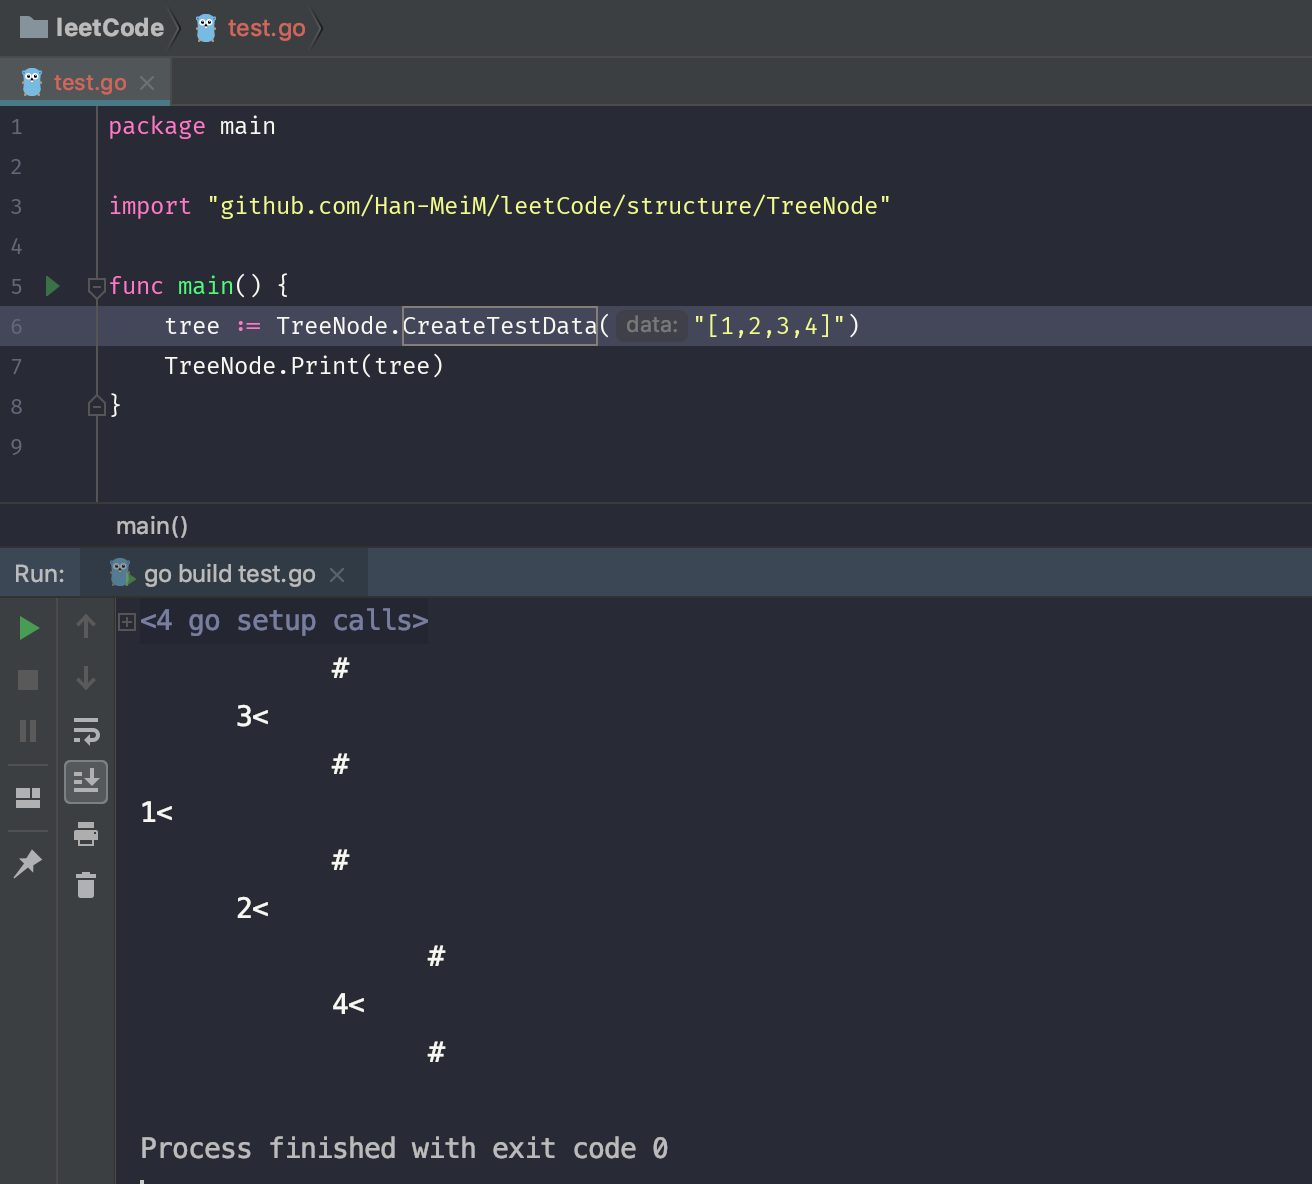 leetCode test.go
test.go
1 package main
2
3 import "github.com/Han-MeiM/leetCode/structure/TreeNode"
4
5 func main() {
6 tree := TreeNode.CreateTestData( data: "[1,2,3,4]")
7 TreeNode.Print(tree)
8 }
9
main()
Run: go build test.go
<4 go setup calls>
#
3<
#
1<
#
2<
#
4<
#
Process finished with exit code 0